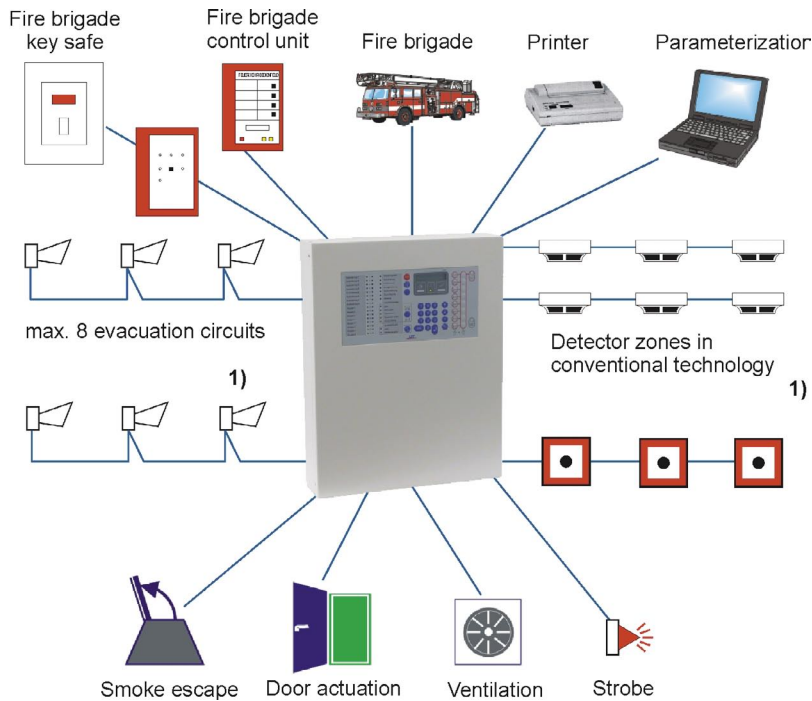 Fire brigade
key safe
Fire brigade
control unit
Fire brigade
Printer
Parameterization
max. 8 evacuation circuits
1)
Detector zones in
conventional technology
1)
Smoke escape
Door actuation
Ventilation
Strobe